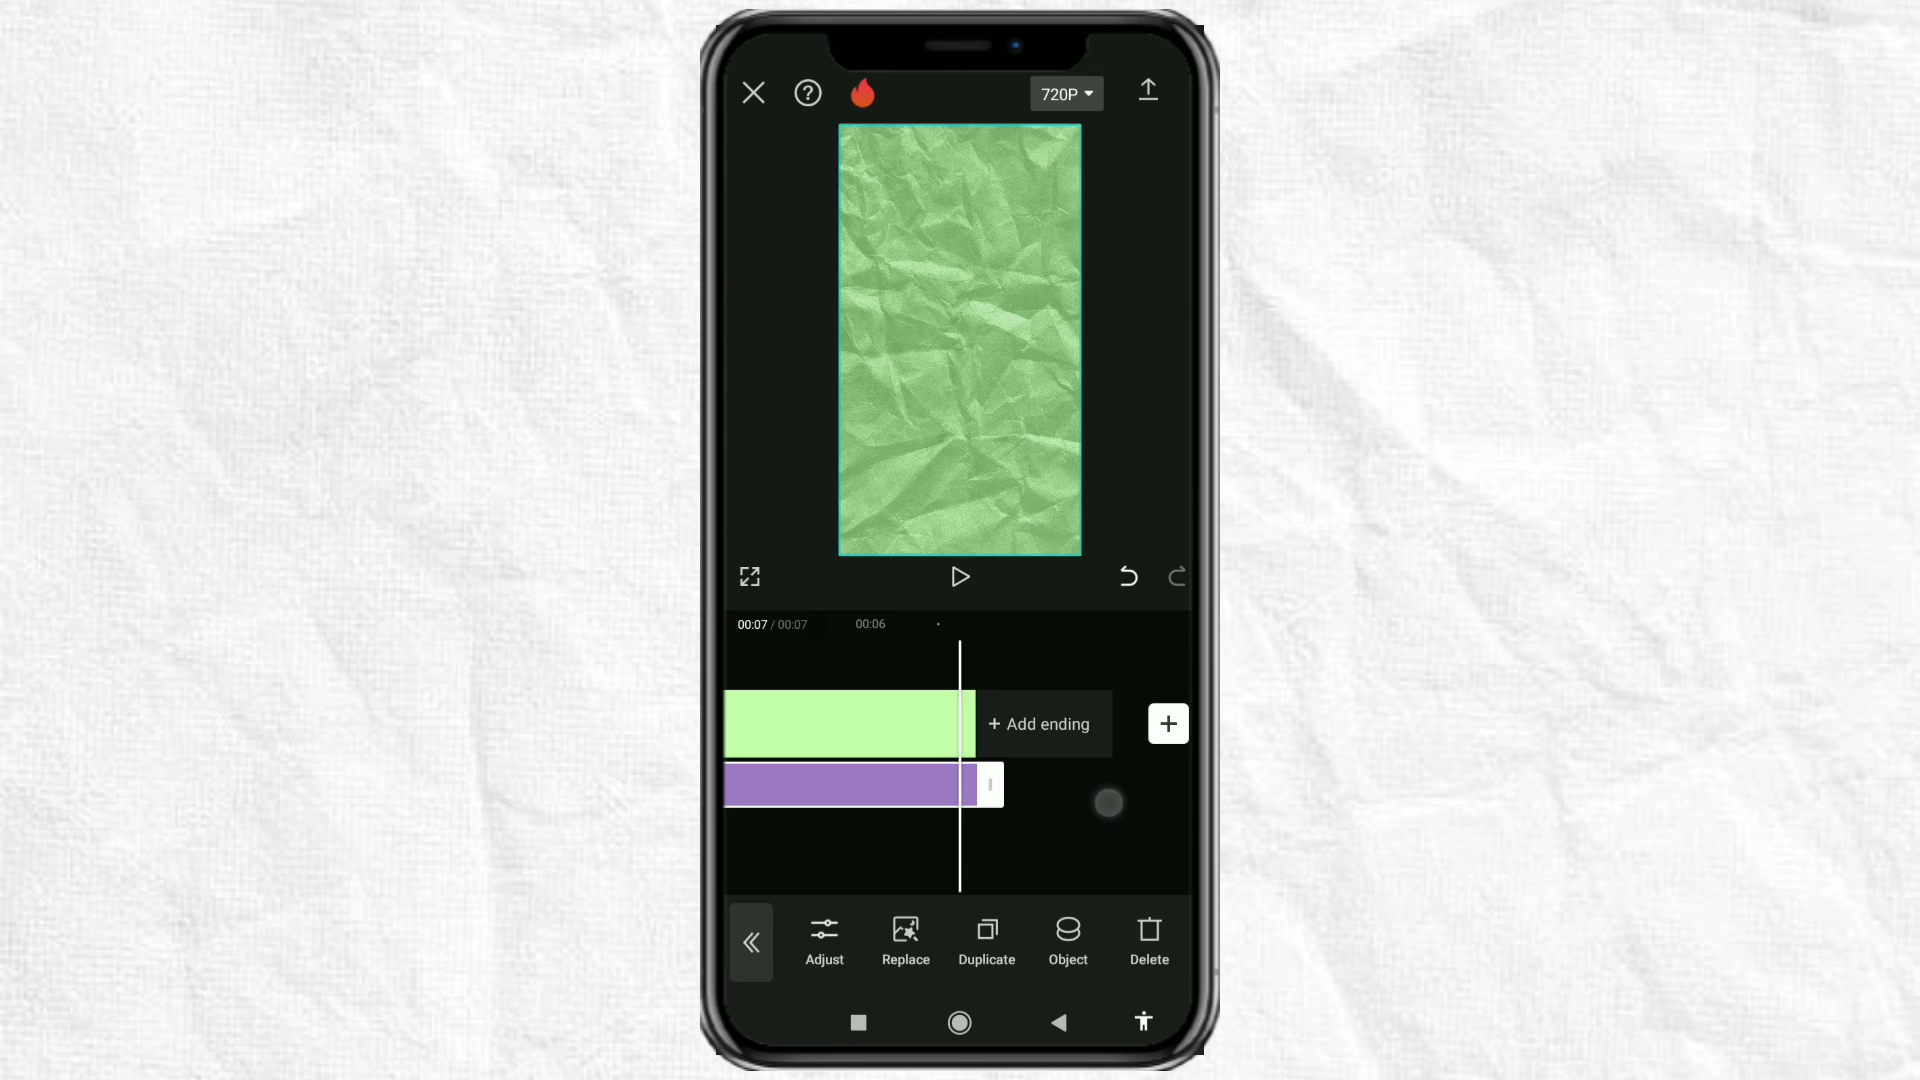 720P
00:07 / 00:07 00:06
+ Add ending
Adjust Replace Duplicate Object Delete